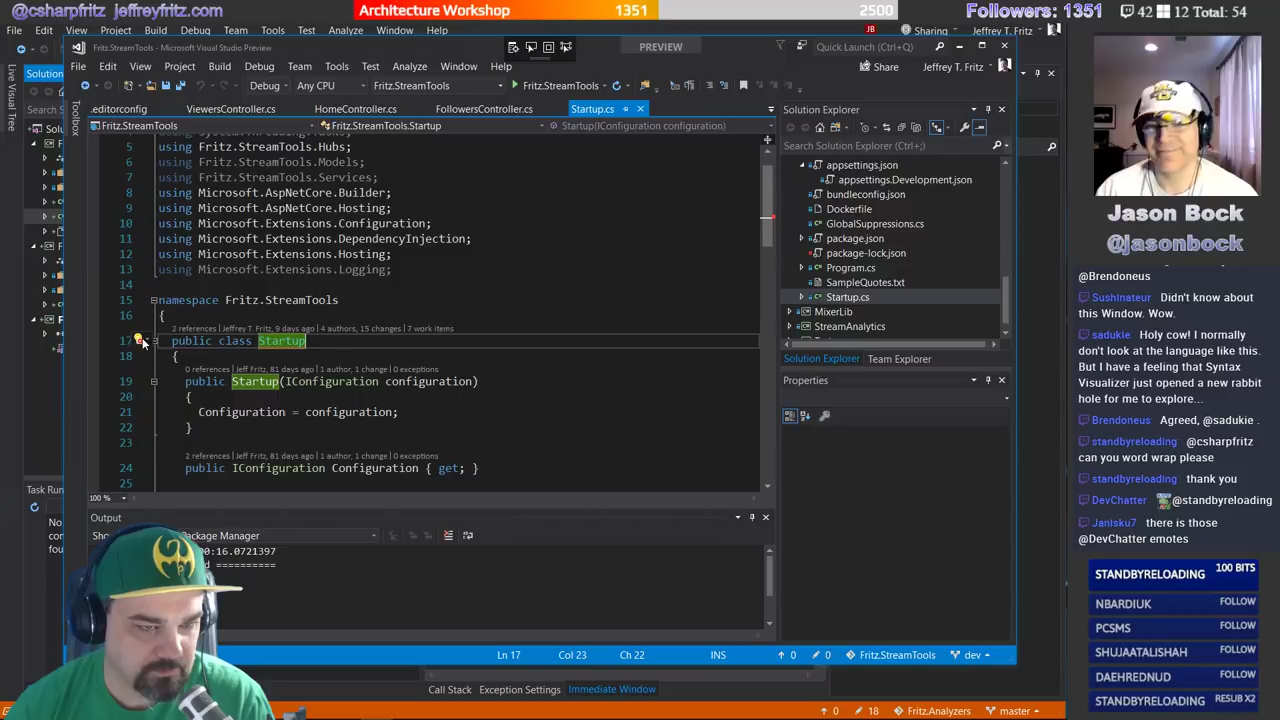 @csharpfritz jeffreyfritz.com
Architecture Workshop 1351 2500
Followers: 1351 42 12 Total: 54
File
Project Build Debug Team Tools Architecture Test Analyze Window Help
Jeffrey T. Fritz
Fritz.StreamTools - Microsoft Visual Studio Preview
PREVIEW
Quick Launch (Ctrl+Q)
File Edit View Project Build Debug Team Tools Test Analyze Window Help
Share
Jeffrey T. Fritz
Debug Any CPU Fritz.StreamTools Fritz.StreamTools
Live Visual Tree
Toolbox
.editorconfig ViewersController.cs HomeController.cs FollowersController.cs Startup.cs
Fritz.StreamTools Fritz.StreamTools.Startup Startup(IConfiguration configuration)
5 using Fritz.StreamTools.Hubs;
6 using Fritz.StreamTools.Models;
7 using Fritz.StreamTools.Services;
8 using Microsoft.AspNetCore.Builder;
9 using Microsoft.AspNetCore.Hosting;
10 using Microsoft.Extensions.Configuration;
11 using Microsoft.Extensions.DependencyInjection;
12 using Microsoft.Extensions.Hosting;
13 using Microsoft.Extensions.Logging;
14
15 namespace Fritz.StreamTools
16 {
2 references | Jeffrey T. Fritz, 9 days ago | 4 authors, 15 changes | 7 work items
17 public class Startup
18 {
0 references | Jeff Fritz, 81 days ago | 1 author, 1 change | 0 exceptions
19 public Startup(IConfiguration configuration)
20 {
21 Configuration = configuration;
22 }
23
2 references | Jeff Fritz, 81 days ago | 1 author, 1 change | 0 exceptions
24 public IConfiguration Configuration { get; }
25
100 %
Output
Package Manager
00:16.0721397
==========
Ln 17 Col 23 Ch 22 INS 0 0 Fritz.StreamTools dev
Call Stack Exception Settings Immediate Window
0 18 Fritz.Analyzers master
Solution Explorer
Search Solution Explorer (Ctrl+;)
appsettings.json
appsettings.Development.json
bundleconfig.json
Dockerfile
GlobalSuppressions.cs
package.json
package-lock.json
Program.cs
SampleQuotes.txt
Startup.cs
MixerLib
StreamAnalytics
Solution Explorer Team Explorer
Properties
Jason Bock
@jasonbock
@Brendoneus
SushInateur Didn't know about
this Window. Wow.
sadukie Holy cow! I normally
don't look at the language like this.
But I have a feeling that Syntax
Visualizer just opened a new rabbit
hole for me to explore...
Brendoneus Agreed, @sadukie .
standbyreloading @csharpfritz
can you word wrap please
standbyreloading thank you
DevChatter @standbyreloading
Janisku7 there is those
@DevChatter emotes
STANDBYRELOADING 100 BITS
NBARDIUK FOLLOW
PCSMS FOLLOW
SHUJAATALISHAH FOLLOW
DAEHREDNUD FOLLOW
STANDBYRELOADING RESUB X2